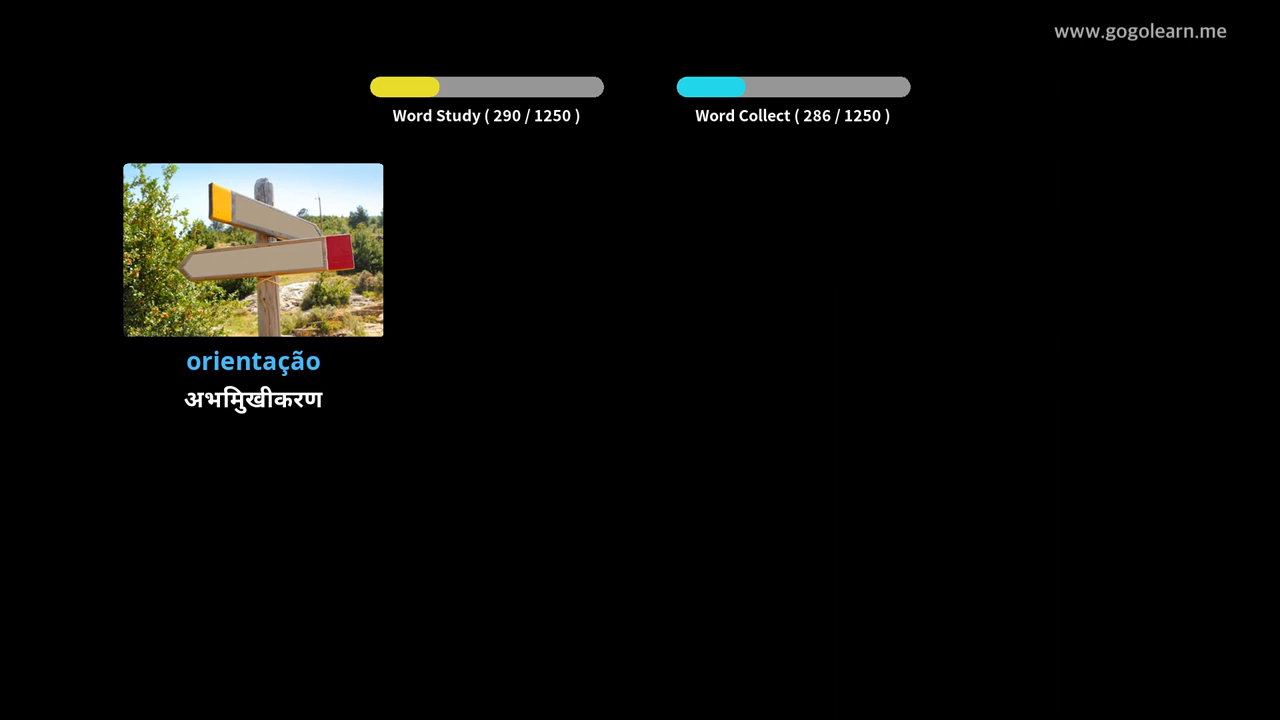 www.gogolearn.me
Word Study ( 290 / 1250 )
Word Collect ( 286 / 1250 )
orientação
अभिमुखीकरण